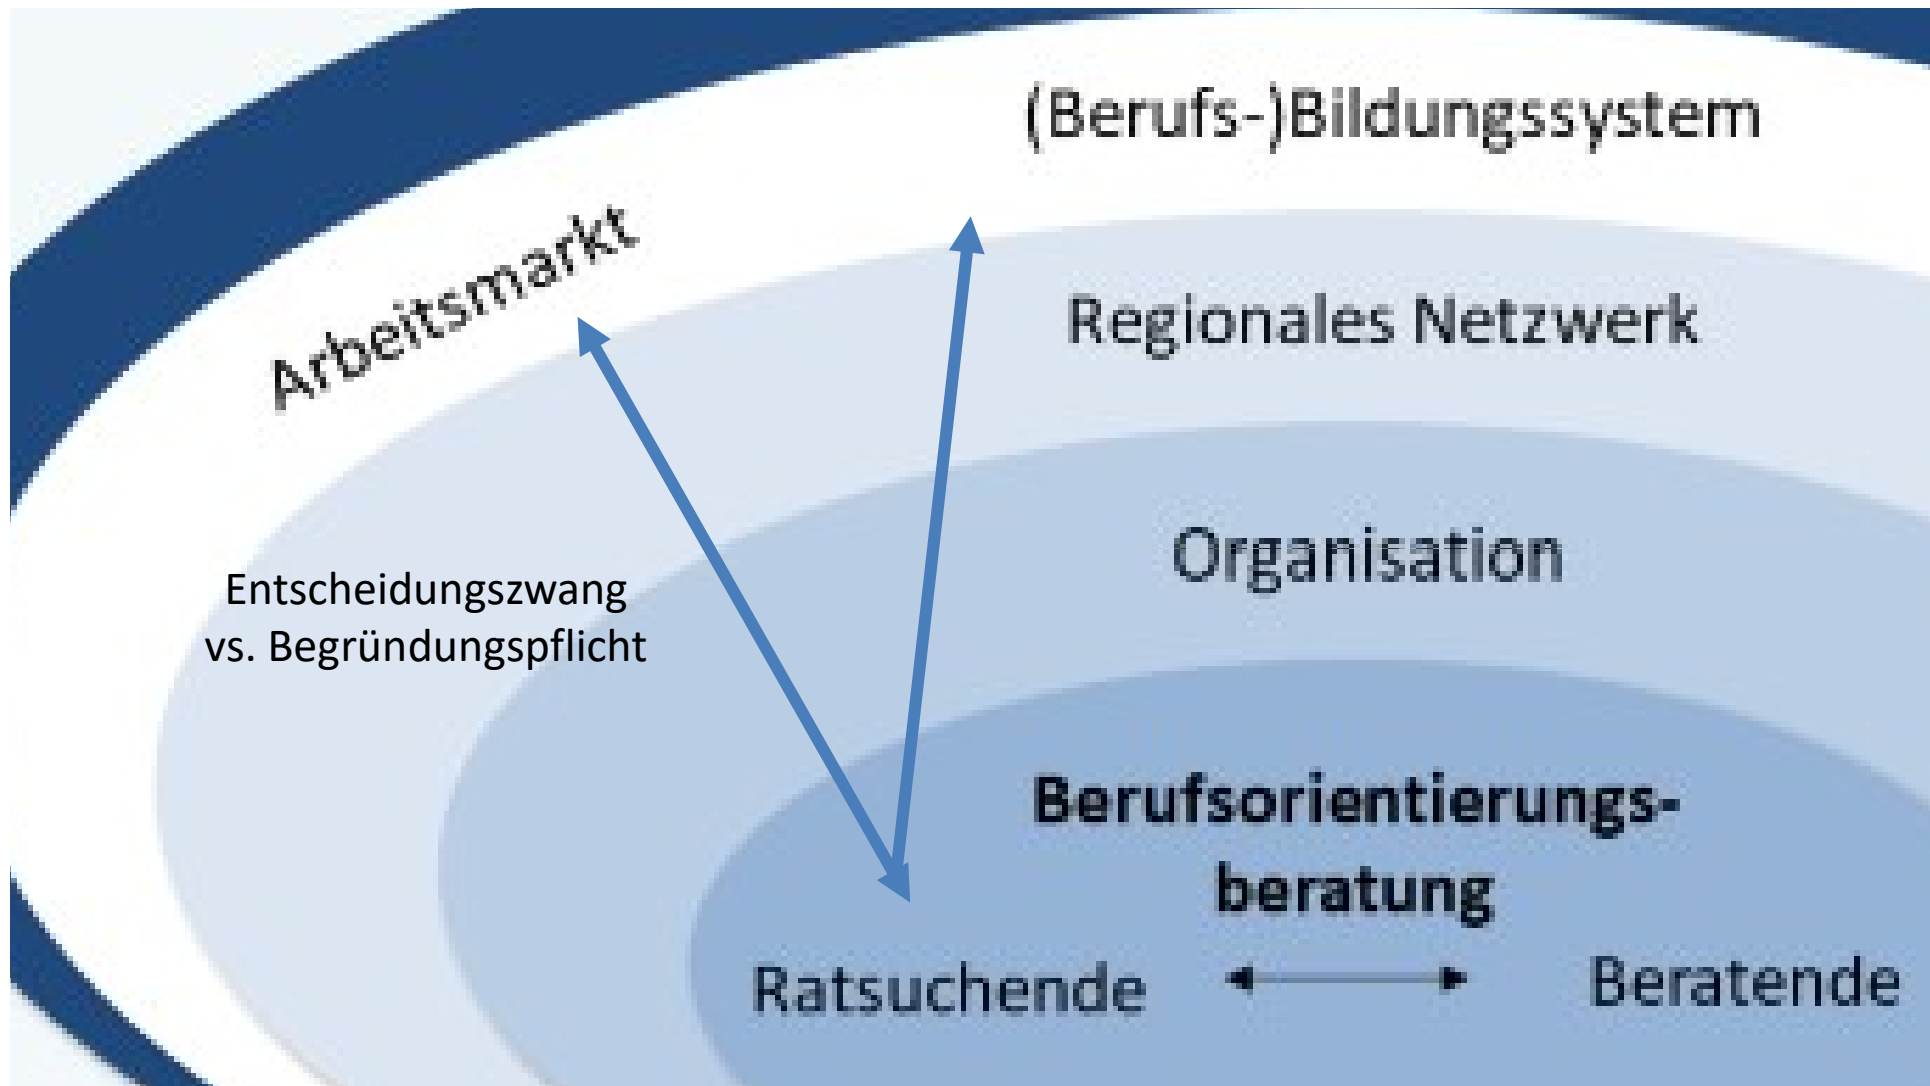 (Berufs-)Bildungssystem
Arbeitsmarkt
Regionales Netzwerk
Organisation
Entscheidungszwang
vs. Begründungspflicht
Berufsorientierungs-
beratung
Ratsuchende
Beratende